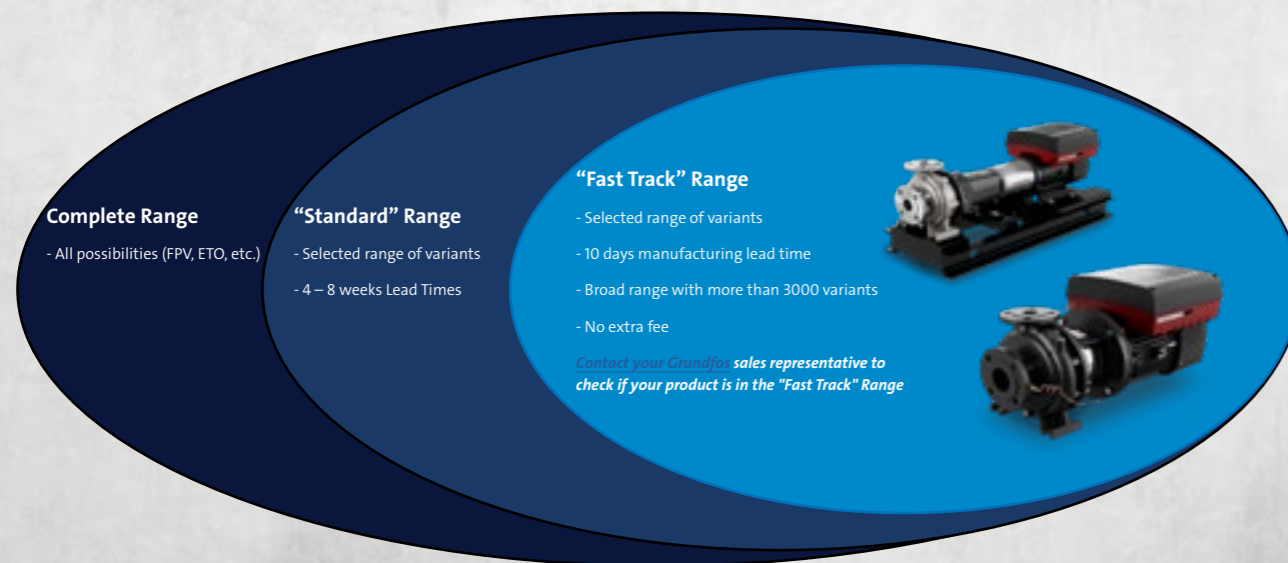 Complete Range
- All possibilities (FPV, ETO, etc.)
“Standard” Range
- Selected range of variants
- 4 – 8 weeks Lead Times
“Fast Track” Range
- Selected range of variants
- 10 days manufacturing lead time
- Broad range with more than 3000 variants
- No extra fee
Contact your Grundfos sales representative to
check if your product is in the "Fast Track" Range